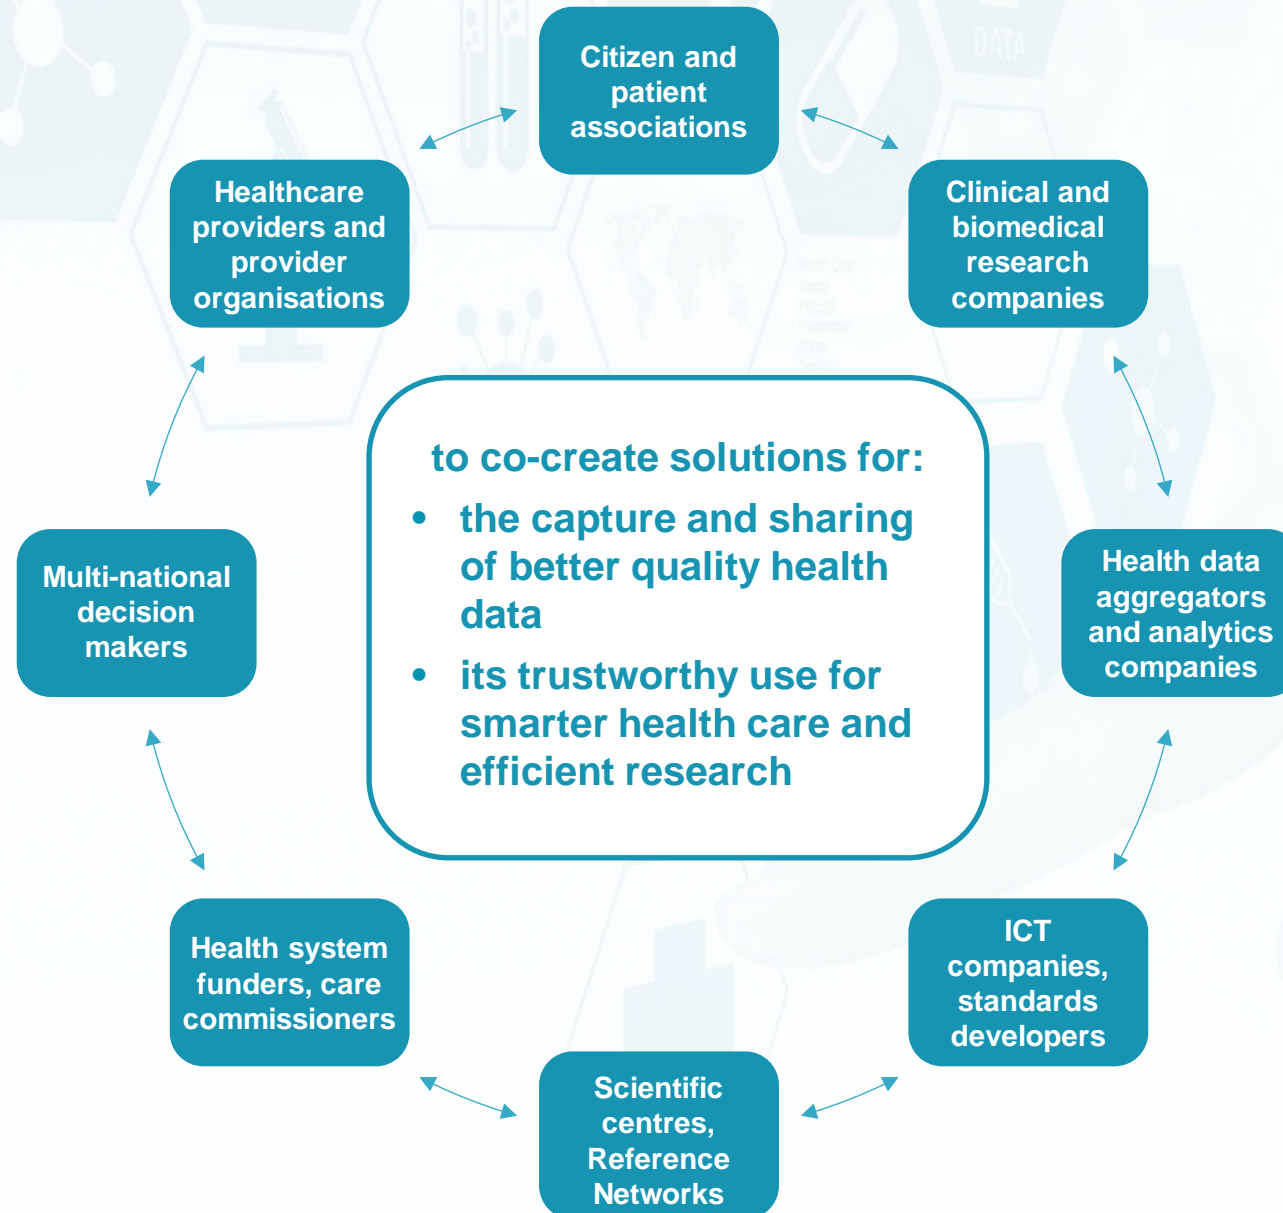 Citizen and
patient
associations
DATA
Healthcare
providers and
provider
organisations
Clinical and
biomedical
research
companies
to co-create solutions for:
• the capture and sharing
of better quality health
data
• its trustworthy use for
smarter health care and
efficient research
Multi-national
decision
makers
Health data
aggregators
and analytics
companies
Health system
funders, care
commissioners
ICT
companies,
standards
developers
Scientific
centres,
Reference
Networks